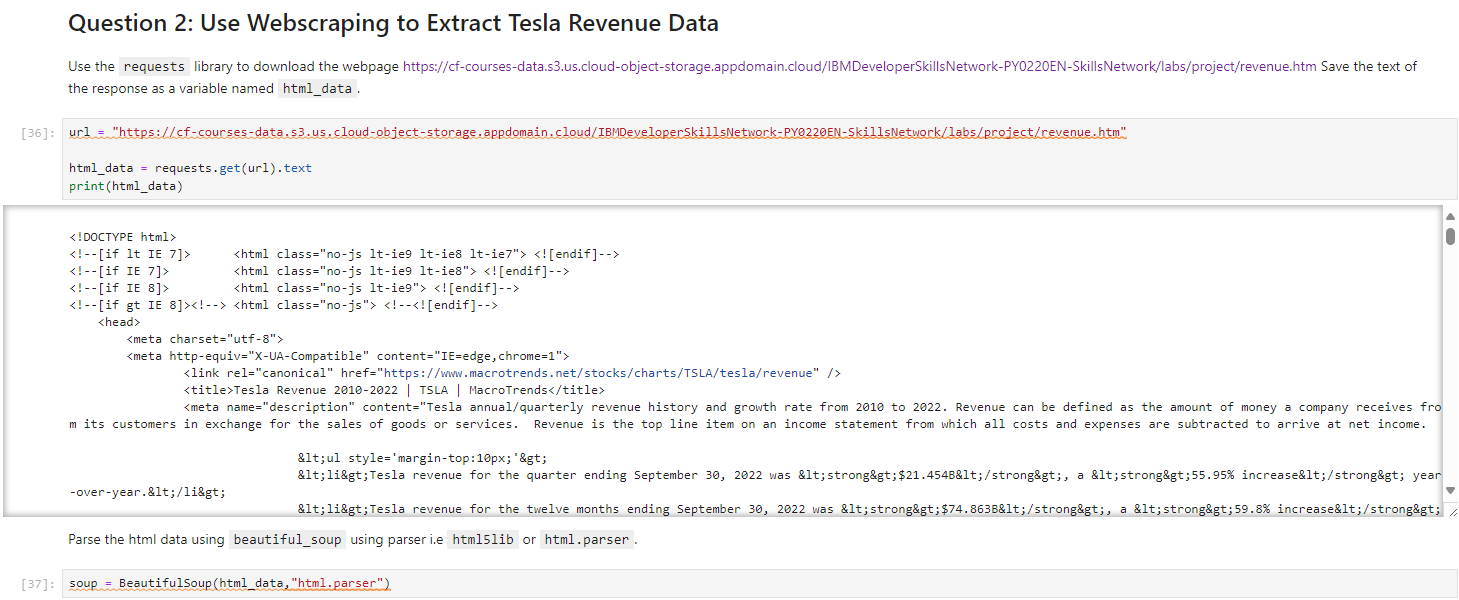 Question 2: Use Webscraping to Extract Tesla Revenue Data
Use the requests library to download the webpage https://cf-courses-data.s3.us.cloud-object-storage.appdomain.cloud/IBMDeveloperSkillsNetwork-PY0220EN-SkillsNetwork/labs/project/revenue.htm Save the text of
the response as a variable named html_data.
[36]: url = "https://cf-courses-data.s3.us.cloud-object-storage.appdomain.cloud/IBMDeveloperSkillsNetwork-PY0220EN-SkillsNetwork/labs/project/revenue.htm"
html_data = requests.get(url).text
print(html_data)
<!DOCTYPE html>
<!--[if lt IE 7]>      <html class="no-js lt-ie9 lt-ie8 lt-ie7"> <![endif]-->
<!--[if IE 7]>         <html class="no-js lt-ie9 lt-ie8"> <![endif]-->
<!--[if IE 8]>         <html class="no-js lt-ie9"> <![endif]-->
<!--[if gt IE 8]><!--> <html class="no-js"> <!--<![endif]-->
    <head>
        <meta charset="utf-8">
        <meta http-equiv="X-UA-Compatible" content="IE=edge,chrome=1">
                <link rel="canonical" href="https://www.macrotrends.net/stocks/charts/TSLA/tesla/revenue" />
                <title>Tesla Revenue 2010-2022 | TSLA | MacroTrends</title>
                <meta name="description" content="Tesla annual/quarterly revenue history and growth rate from 2010 to 2022. Revenue can be defined as the amount of money a company receives fro
m its customers in exchange for the sales of goods or services.  Revenue is the top line item on an income statement from which all costs and expenses are subtracted to arrive at net income.
                                &lt;ul style='margin-top:10px;'&gt;
                                &lt;li&gt;Tesla revenue for the quarter ending September 30, 2022 was &lt;strong&gt;$21.454B&lt;/strong&gt;, a &lt;strong&gt;55.95% increase&lt;/strong&gt; year
-over-year.&lt;/li&gt;
                                &lt;li&gt;Tesla revenue for the twelve months ending September 30, 2022 was &lt;strong&gt;$74.863B&lt;/strong&gt;, a &lt;strong&gt;59.8% increase&lt;/strong&gt;
Parse the html data using beautiful_soup using parser i.e html5lib or html.parser.
[37]: soup = BeautifulSoup(html_data,"html.parser")